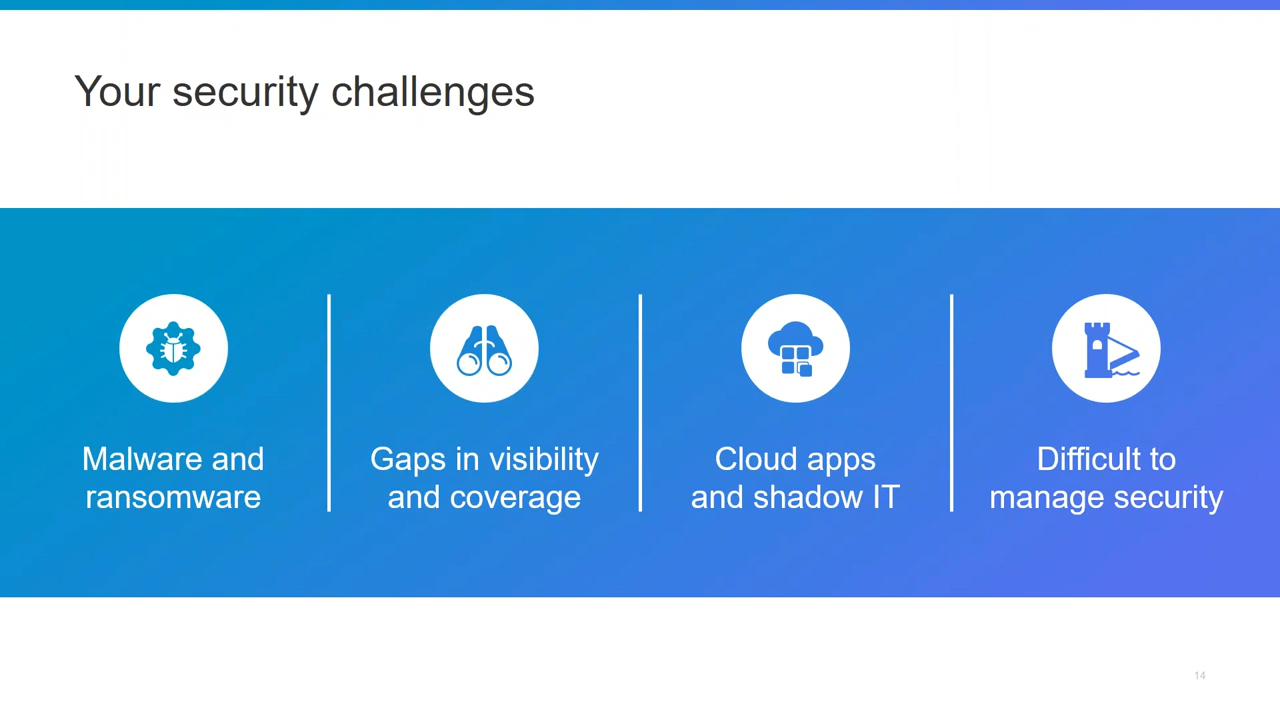 Your security challenges
Malware and
ransomware
Gaps in visibility
and coverage
Cloud apps
and shadow IT
Difficult to
manage security
14